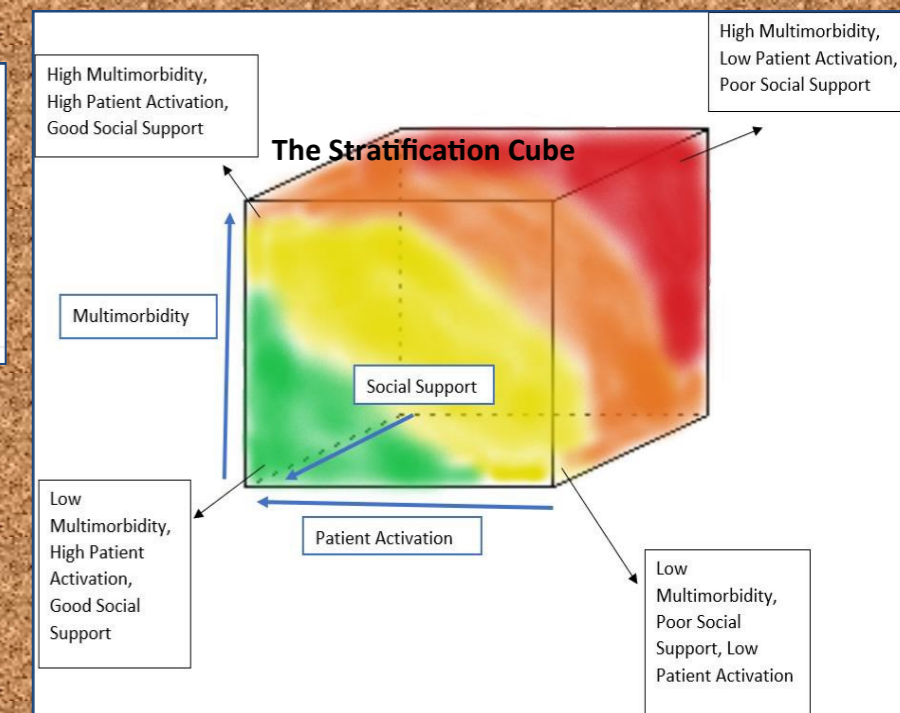 High Multimorbidity,
Low Patient Activation,
Poor Social Support
High Multimorbidity,
High Patient Activation,
Good Social Support
The Stratification Cube
Multimorbidity
Social Support
Patient Activation
Low
Multimorbidity,
High Patient
Activation,
Good Social
Support
Low
Multimorbidity,
Poor Social
Support, Low
Patient Activation